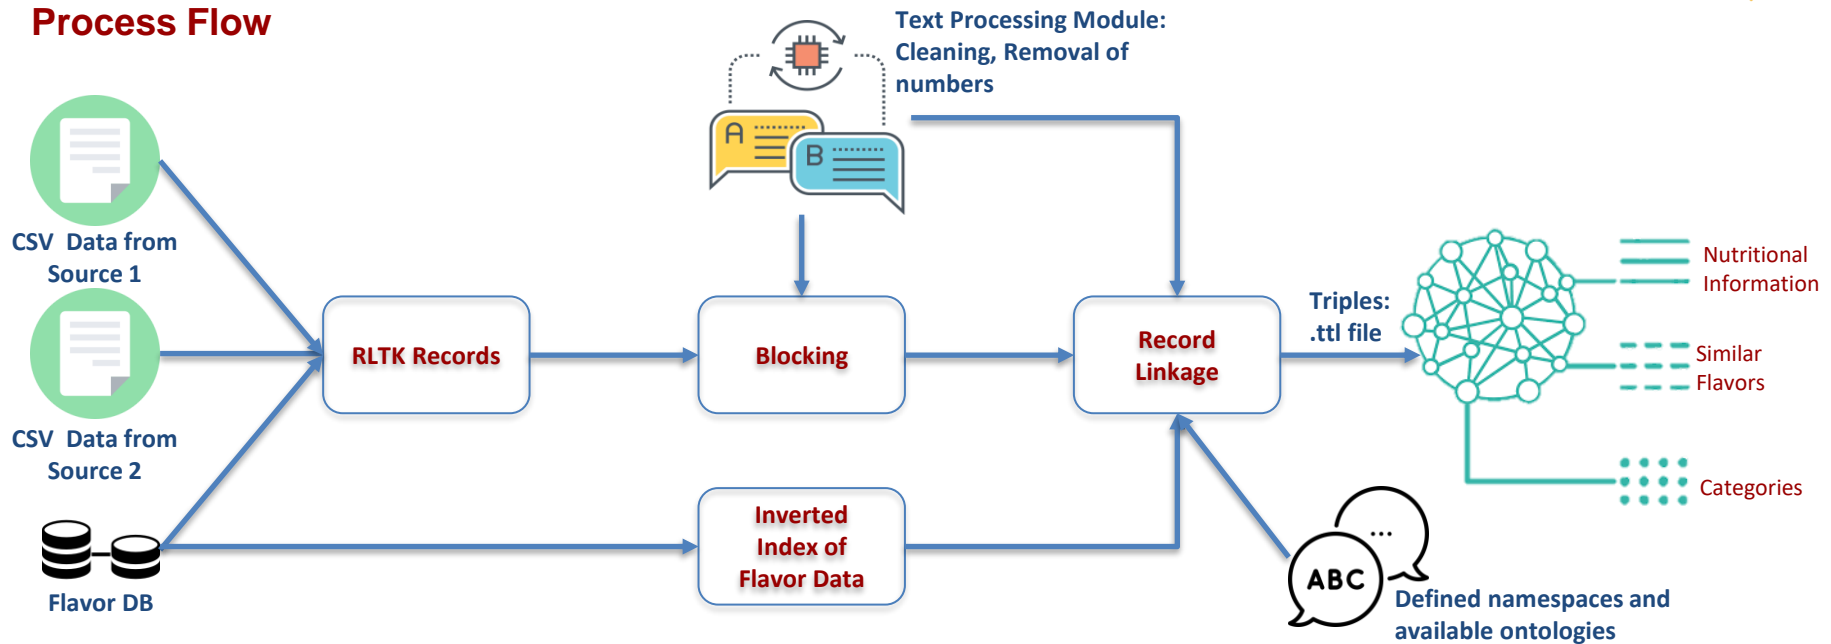 Process Flow
Text Processing Module:
Cleaning, Removal of
numbers
A
B
CSV  Data from
Source 1
CSV  Data from
Source 2
Flavor DB
RLTK Records
Blocking
Record
Linkage
Inverted
Index of
Flavor Data
Triples:
.ttl file
Nutritional
Information
Similar
Flavors
Categories
...
ABC
Defined namespaces and
available ontologies